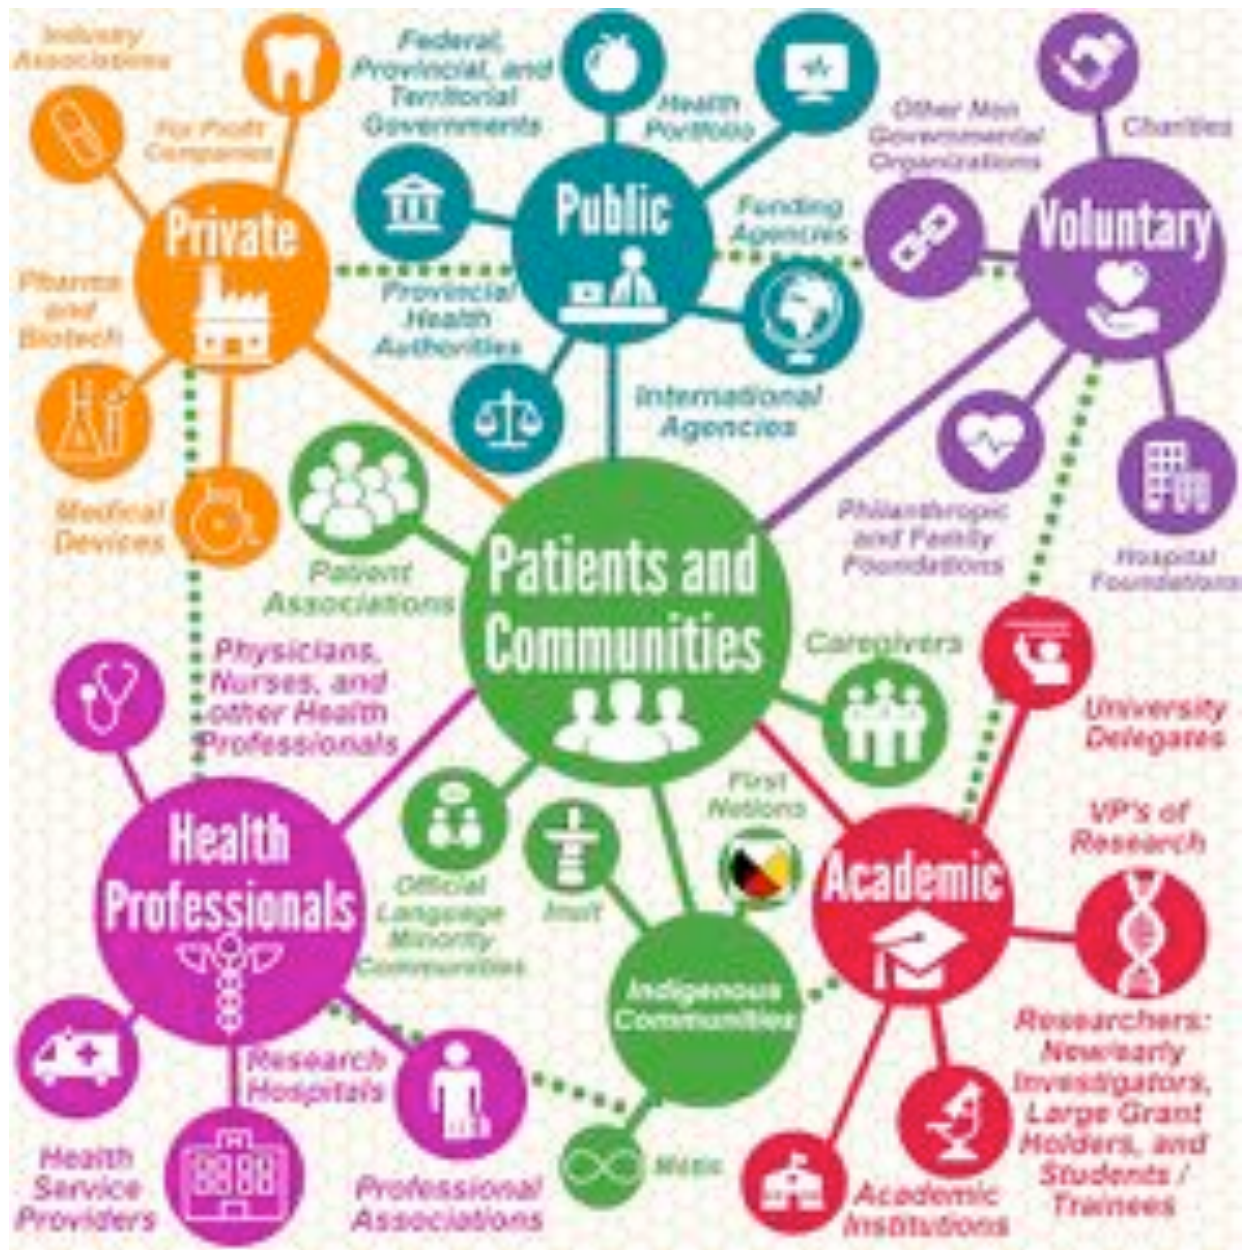 Industry
Associations
For Profit
Companies
Private
Pharma
and
Biotech
Medical
Devices
Federal,
Provincial, and
Territorial
Governments
Health
Portfolio
Public
Funding
Agencies
Provincial
Health
Authorities
International
Agencies
Other Non
Governmental
Organizations
Charities
Voluntary
Philanthropic
and Family
Foundations
Hospital
Foundations
Patient
Associations
Patients and
Communities
Caregivers
Official
Language
Minority
Communities
Inuit
First
Nations
Indigenous
Communities
Métis
Physicians,
Nurses, and
other Health
Professionals
Health
Professionals
Research
Hospitals
Health
Service
Providers
Professional
Associations
University
Delegates
VP's of
Research
Academic
Researchers:
New/early
Investigators,
Large Grant
Holders, and
Students /
Trainees
Academic
Institutions